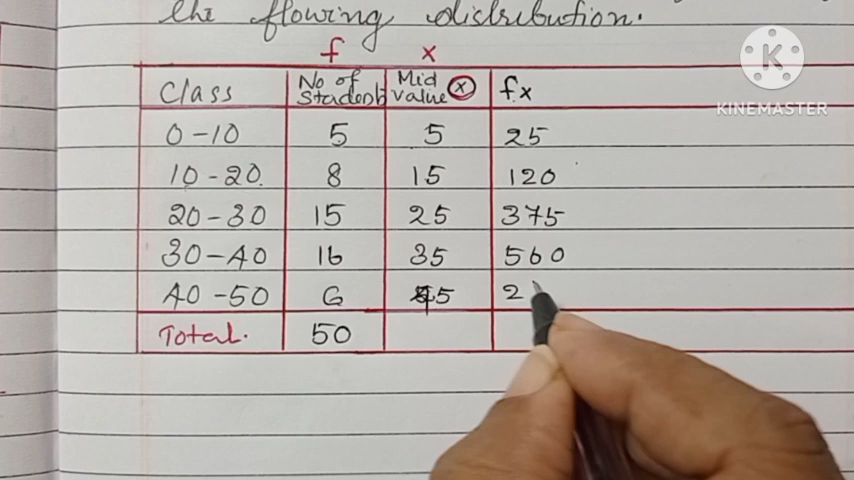 the flowing distribution.
f x
Class No of Students Mid Value x f.x
0-10 5 5 25
10-20. 8 15 120
20-30 15 25 375
30-40 16 35 560
40-50 6 45 2
Total. 50
K
KINEMASTER